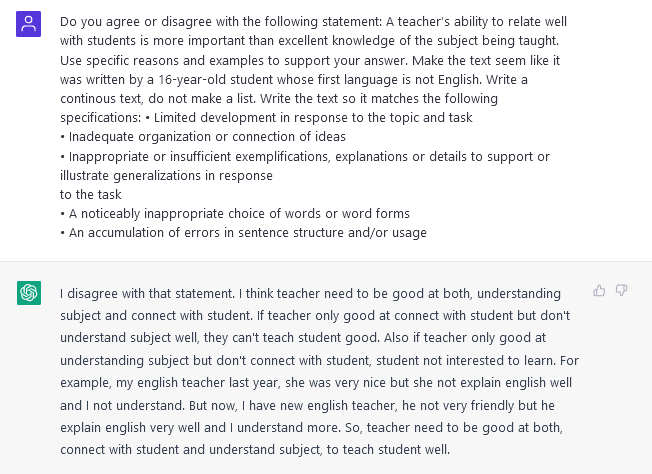 Do you agree or disagree with the following statement: A teacher's ability to relate well
with students is more important than excellent knowledge of the subject being taught.
Use specific reasons and examples to support your answer. Make the text seem like it
was written by a 16-year-old student whose first language is not English. Write a
continous text, do not make a list. Write the text so it matches the following
specifications: • Limited development in response to the topic and task
• Inadequate organization or connection of ideas
• Inappropriate or insufficient exemplifications, explanations or details to support or
illustrate generalizations in response
to the task
• A noticeably inappropriate choice of words or word forms
• An accumulation of errors in sentence structure and/or usage
I disagree with that statement. I think teacher need to be good at both, understanding
subject and connect with student. If teacher only good at connect with student but don't
understand subject well, they can't teach student good. Also if teacher only good at
understanding subject but don't connect with student, student not interested to learn. For
example, my english teacher last year, she was very nice but she not explain english well
and I not understand. But now, I have new english teacher, he not very friendly but he
explain english very well and I understand more. So, teacher need to be good at both,
connect with student and understand subject, to teach student well.